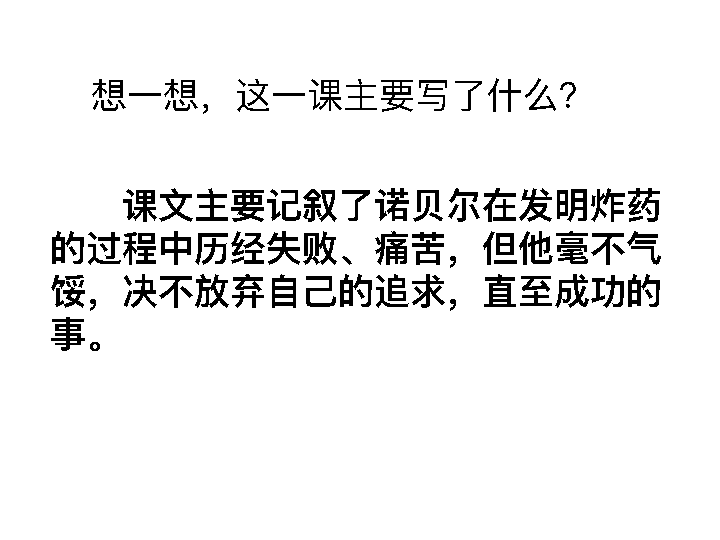 想一想，这一课主要写了什么？
课文主要记叙了诺贝尔在发明炸药
的过程中历经失败、痛苦，但他毫不气
馁，决不放弃自己的追求，直至成功的
事。